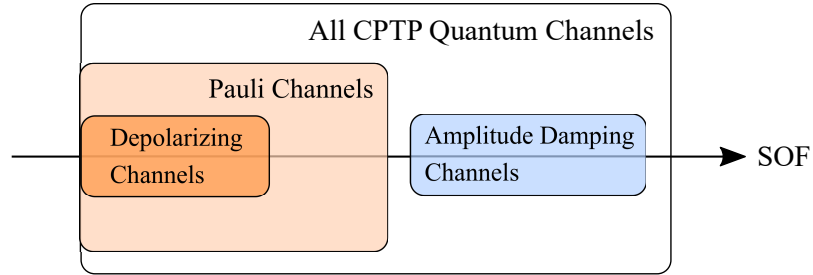 All CPTP Quantum Channels
Pauli Channels
Depolarizing
Channels
Amplitude Damping
Channels
SOF